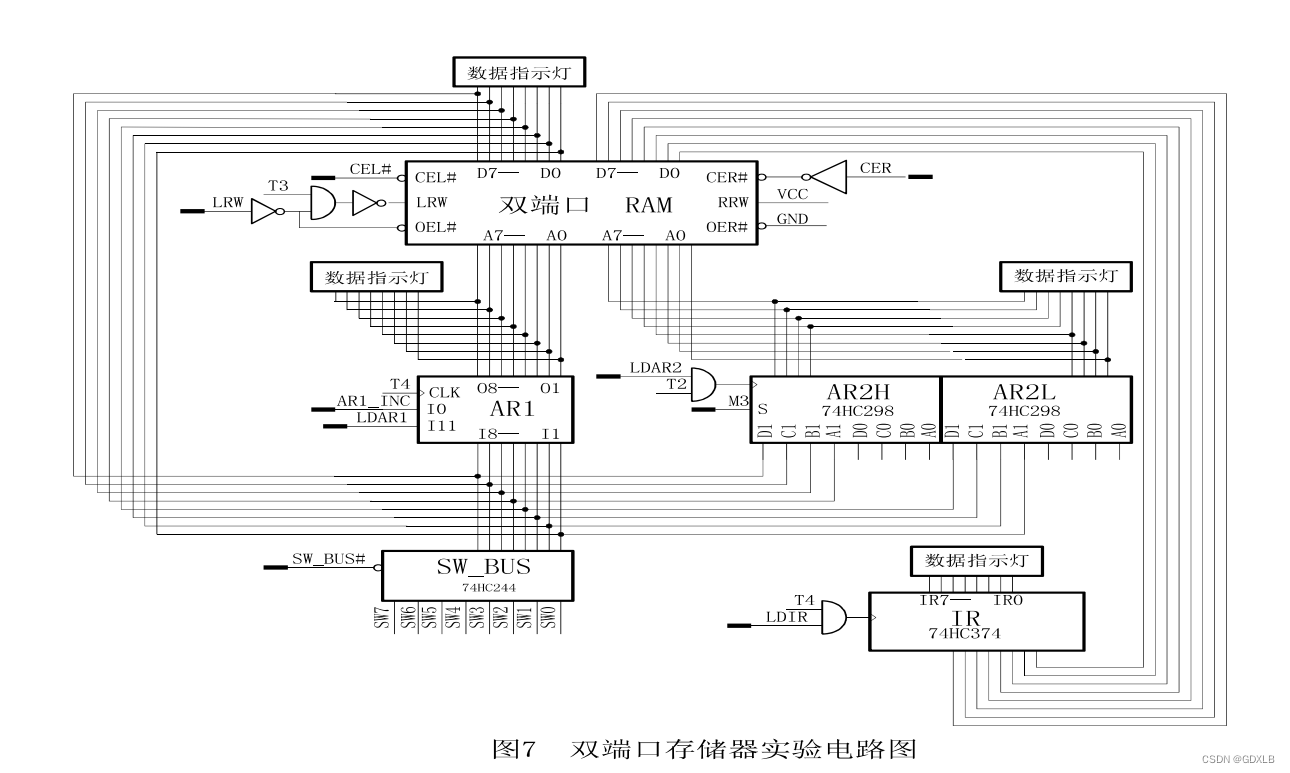 数据指示灯
CEL#
T3
LRW
CEL#
D7—
D0
D7—
D0
CER#
CER
LRW
双端口 RAM
RRW
VCC
OEL#
A7—
A0
A7—
A0
OER#
GND
数据指示灯
数据指示灯
LDAR2
T2
M3
T4
CLK
O8—
O1
AR1_INC
I0
AR1
LDAR1
I11
I8—
I1
AR2H
74HC298
S
D1
C1
B1
A1
D0
C0
B0
A0
AR2L
74HC298
D1
C1
B1
A1
D0
C0
B0
A0
SW_BUS#
SW_BUS
74HC244
SW7
SW6
SW5
SW4
SW3
SW2
SW1
SW0
数据指示灯
T4
LDIR
IR7—
IR0
IR
74HC374
图7 双端口存储器实验电路图
CSDN @GDXLB